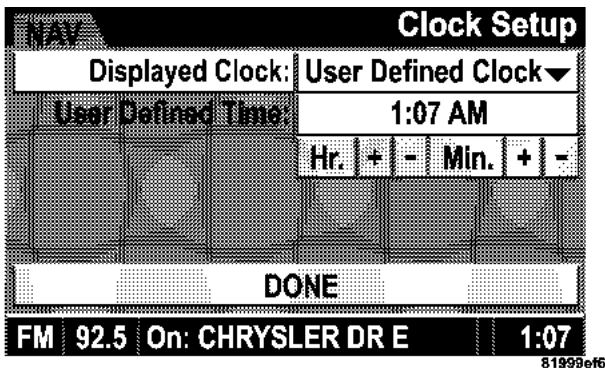 NAV Clock Setup
Displayed Clock: User Defined Clock
User Defined Time: 1:07 AM
Hr. + - Min. + -
DONE
FM 92.5 On: CHRYSLER DR E 1:07
81999ef6